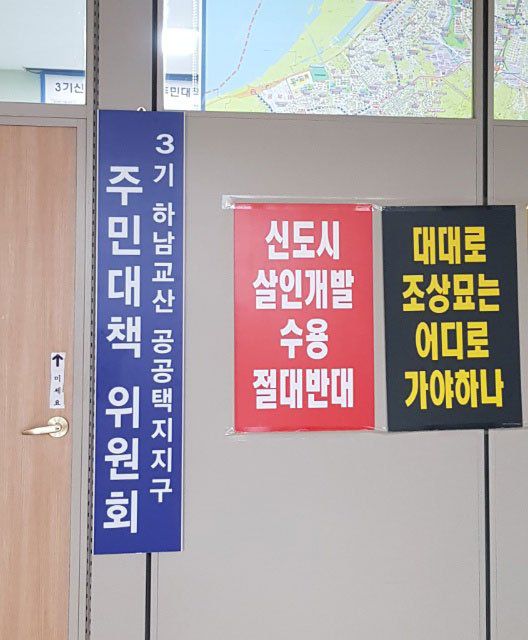 3기신
주민대책
3기 하남교산 공공택지지구
주민대책 위원회
신도시
살인개발
수용
절대반대
대대로
조상묘는
어디로
가야하나
미세요